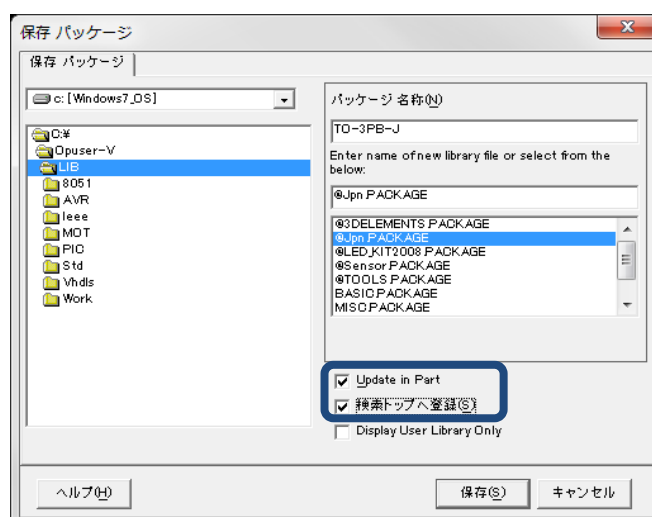 保存 パッケージ
保存 パッケージ
c: [Windows7_OS]
C:¥
Opuser-V
LIB
8051
AVR
Ieee
MOT
PIC
Std
Vhdls
Work
パッケージ 名称(N)
TO-3PB-J
Enter name of new library file or select from the
below:
@Jpn.PACKAGE
@3DELEMENTS.PACKAGE
@Jpn.PACKAGE
@LED_KIT2008.PACKAGE
@Sensor.PACKAGE
@TOOLS.PACKAGE
BASIC.PACKAGE
MISC.PACKAGE
Update in Part
検索トップへ登録(S)
Display User Library Only
ヘルプ(H)
保存(S)
キャンセル